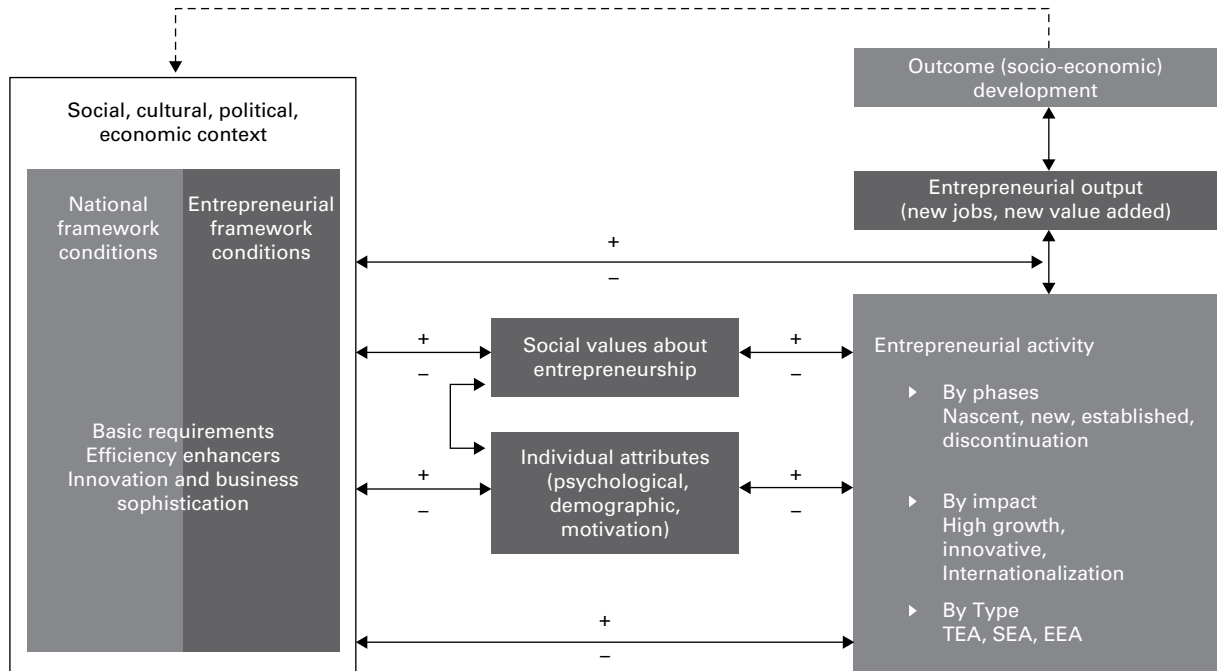 Social, cultural, political,
economic context
National
framework
conditions
Entrepreneurial
framework
conditions
Basic requirements
Efficiency enhancers
Innovation and business
sophistication
+
–
+
–
Social values about
entrepreneurship
+
–
+
–
Individual attributes
(psychological,
demographic,
motivation)
+
–
+
–
Outcome (socio-economic)
development
Entrepreneurial output
(new jobs, new value added)
Entrepreneurial activity
By phases
Nascent, new, established,
discontinuation
By impact
High growth,
innovative,
Internationalization
By Type
TEA, SEA, EEA